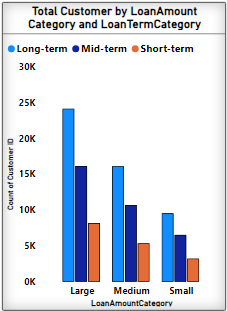 Total Customer by LoanAmount
Category and LoanTermCategory
Long-term Mid-term Short-term
30K
25K
20K
15K
10K
5K
0K
Count of Customer ID
Large Medium Small
LoanAmountCategory